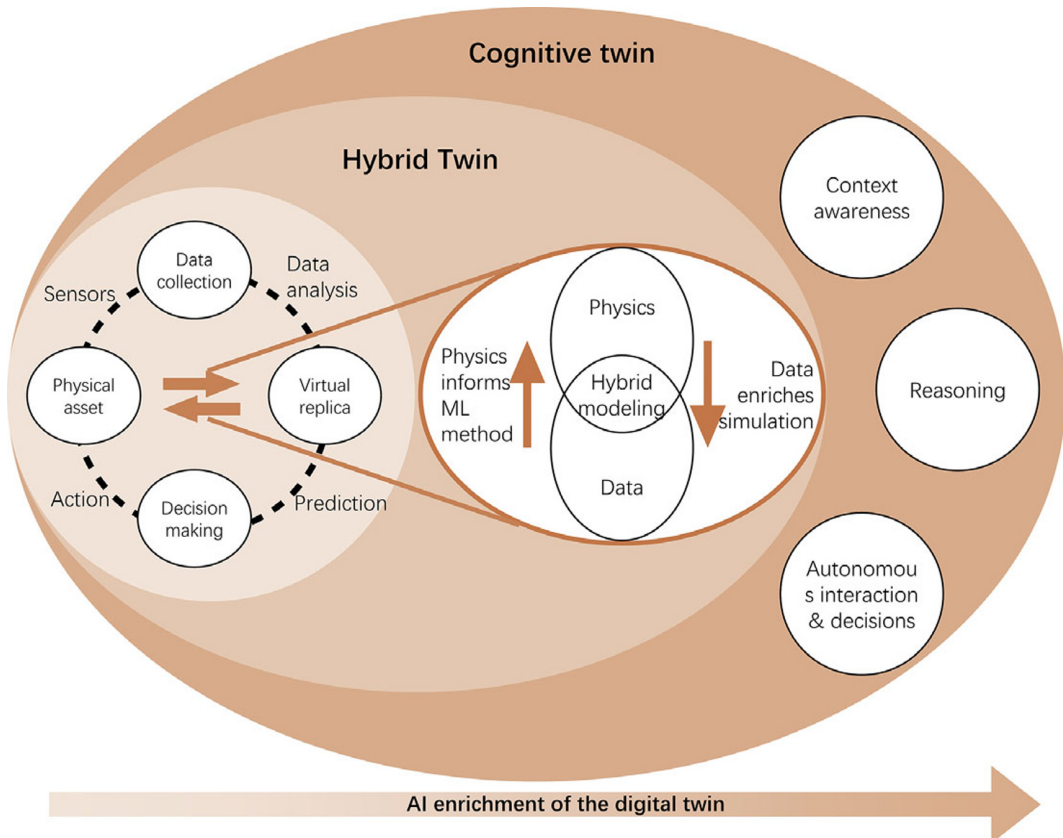 Cognitive twin
Hybrid Twin
Context
awareness
Data
collection
Data
analysis
Sensors
Physics
Physical
asset
Virtual
replica
Physics
informs
ML
method
Hybrid
modeling
Data
enriches
simulation
Reasoning
Action
Decision
making
Prediction
Data
Autonomou
s interaction
& decisions
AI enrichment of the digital twin